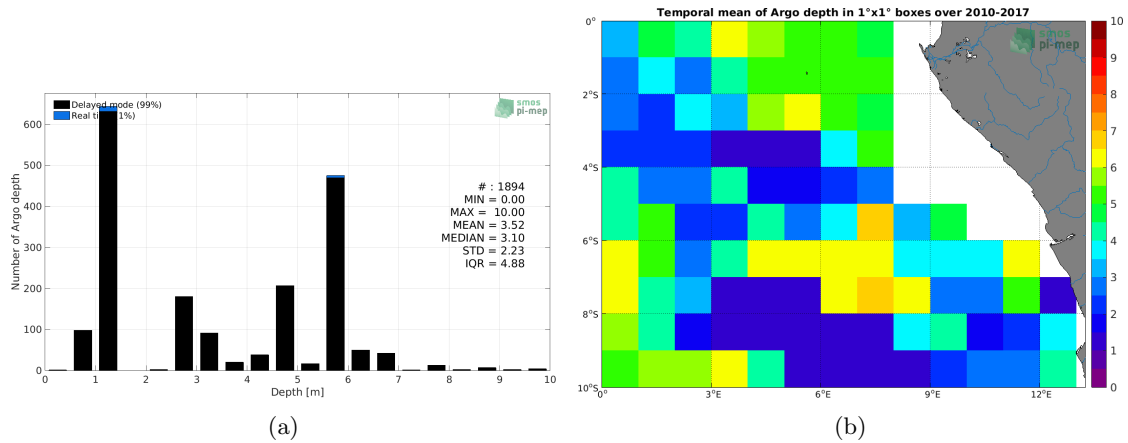 Delayed mode (99%)
Real ti 1%)
smos
pi-mep
# : 1894
MIN = 0.00
MAX = 10.00
MEAN = 3.52
MEDIAN = 3.10
STD = 2.23
IQR = 4.88
Number of Argo depth
600
500
400
300
200
100
0
0 1 2 3 4 5 6 7 8 9 10
Depth [m]
(a)
Temporal mean of Argo depth in 1°x1° boxes over 2010-2017
smos
pi-mep
0°
2°S
4°S
6°S
8°S
10°S
0°E 3°E 6°E 9°E 12°E
10
9
8
7
6
5
4
3
2
1
0
(b)